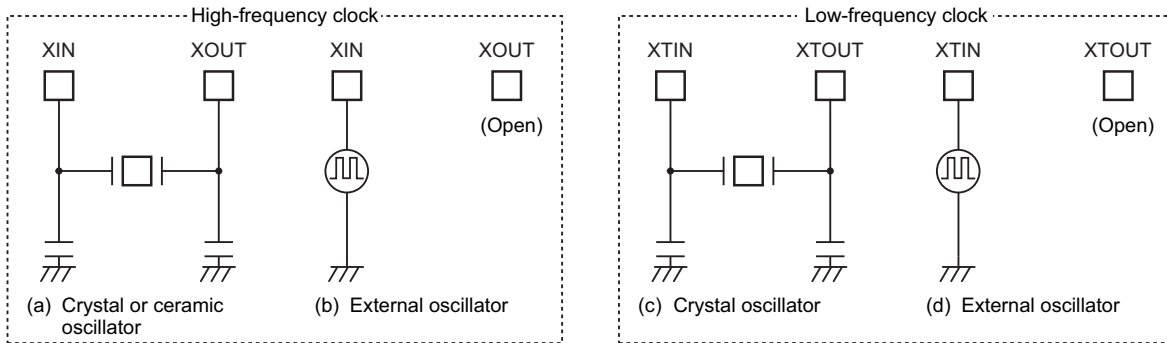 High-frequency clock
XIN XOUT XIN XOUT
(Open)
(a) Crystal or ceramic
oscillator
(b) External oscillator
Low-frequency clock
XTIN XTOUT XTIN XTOUT
(Open)
(c) Crystal oscillator
(d) External oscillator